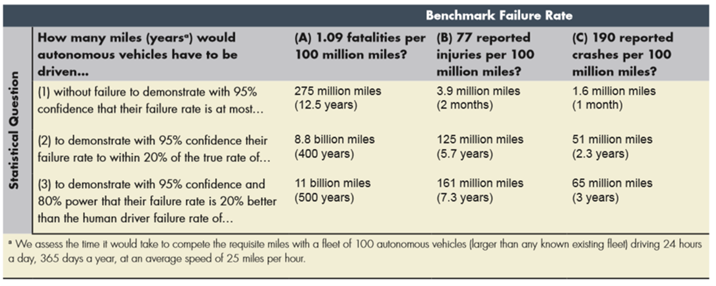 Benchmark Failure Rate
How many miles (yearsª) would (A) 1.09 fatalities per (B) 77 reported (C) 190 reported
autonomous vehicles have to be 100 million miles? injuries per 100 crashes per 100
driven... million miles? million miles?
Statistical Question
(1) without failure to demonstrate with 95% 275 million miles 3.9 million miles 1.6 million miles
confidence that their failure rate is at most... (12.5 years) (2 months) (1 month)
(2) to demonstrate with 95% confidence their 8.8 billion miles 125 million miles 51 million miles
failure rate to within 20% of the true rate of... (400 years) (5.7 years) (2.3 years)
(3) to demonstrate with 95% confidence and 11 billion miles 161 million miles 65 million miles
80% power that their failure rate is 20% better (500 years) (7.3 years) (3 years)
than the human driver failure rate of...
ª We assess the time it would take to compete the requisite miles with a fleet of 100 autonomous vehicles (larger than any known existing fleet) driving 24 hours
a day, 365 days a year, at an average speed of 25 miles per hour.